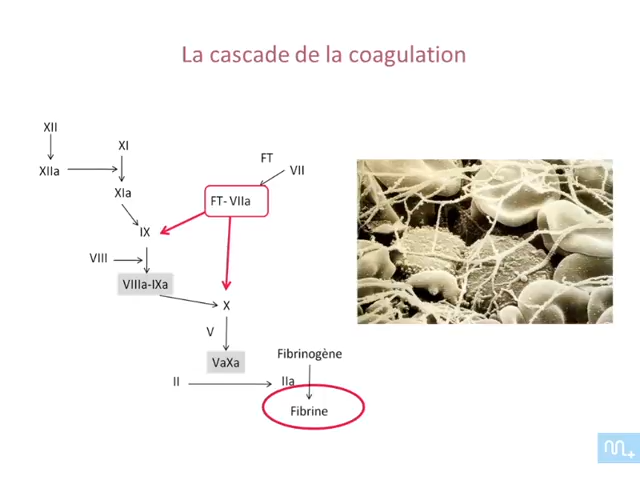 La cascade de la coagulation
XII
XI
FT
VII
XIIa
XIa
FT- VIIa
IX
VIII
VIIIa-IXa
X
V
Fibrinogène
VaXa
II
IIa
Fibrine